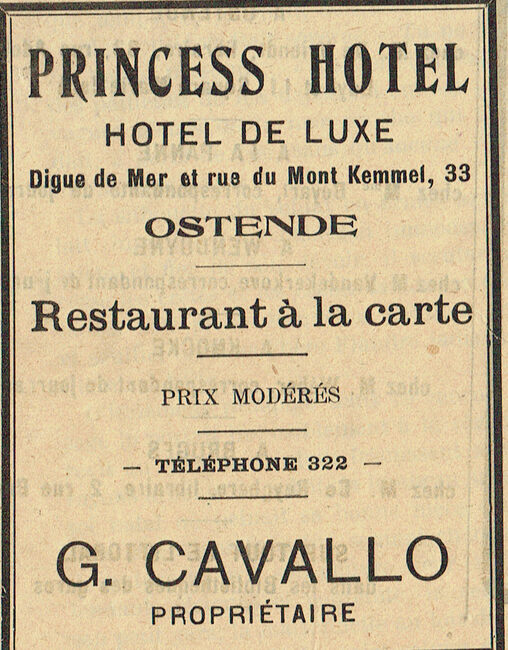 PRINCESS HOTEL
HOTEL DE LUXE
Digue de Mer et rue du Mont Kemmel, 33
OSTENDE
Restaurant à la carte
PRIX MODÉRÉS
— TÉLÉPHONE 322 —
G. CAVALLO
PROPRIÉTAIRE